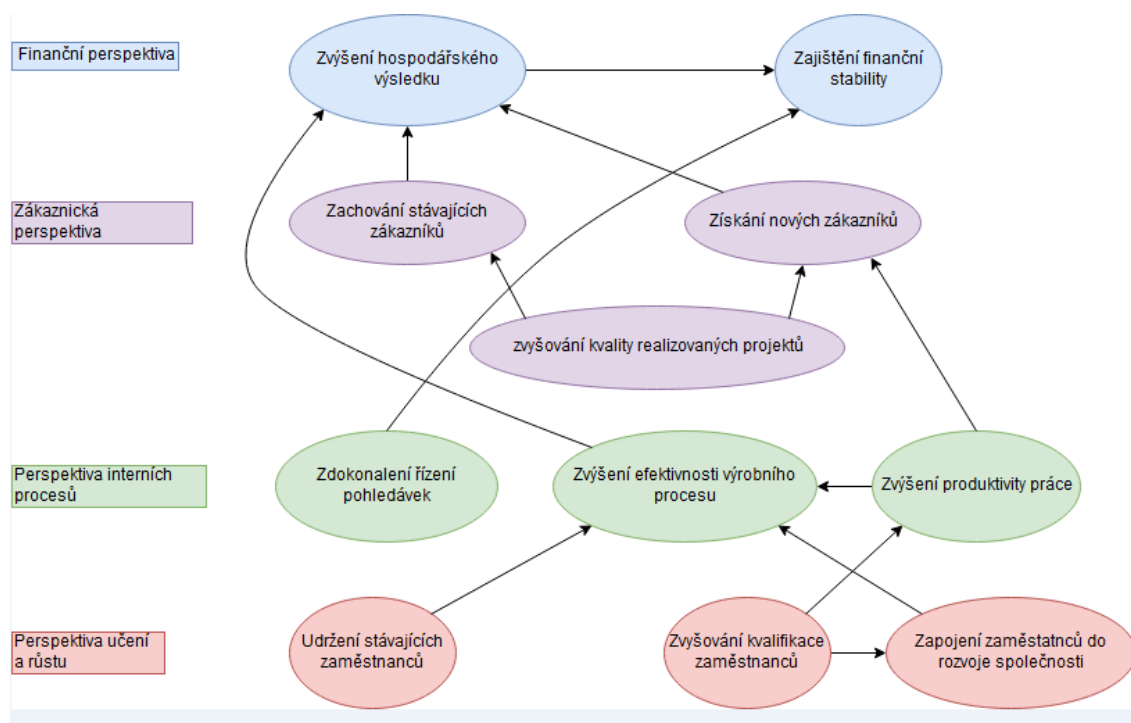 Finanční perspektiva
Zvýšení hospodářského
výsledku
Zajištění finanční
stability
Zákaznická
perspektiva
Zachování stávajících
zákazníků
Získání nových zákazníků
zvyšování kvality realizovaných projektů
Perspektiva interních
procesů
Zdokonalení řízení
pohledávek
Zvýšení efektivnosti výrobního
procesu
Zvýšení produktivity práce
Perspektiva učení
a růstu
Udržení stávajících
zaměstnanců
Zvyšování kvalifikace
zaměstnanců
Zapojení zaměstatnců do
rozvoje společnosti